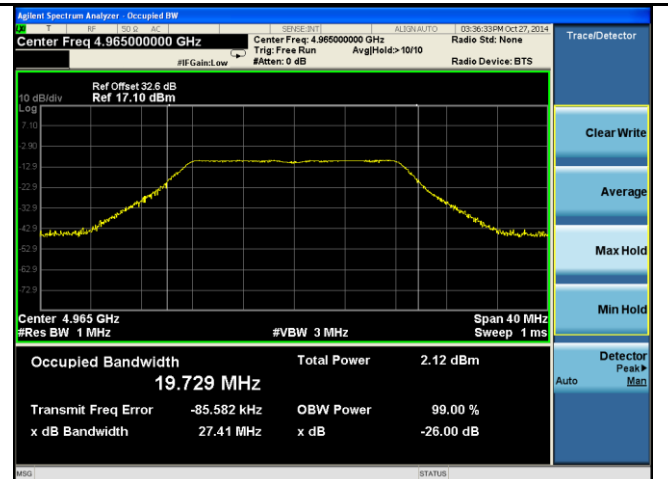 Agilent Spectrum Analyzer - Occupied BW
RF 50 Ω AC SENSE:INT ALIGNAUTO 03:36:33PM Oct 27, 2014
Center Freq 4.965000000 GHz
Center Freq: 4.965000000 GHz
Radio Std: None
Trig: Free Run
Avg|Hold:> 10/10
#IFGain:Low
#Atten: 0 dB
Radio Device: BTS
Ref Offset 32.6 dB
10 dB/div Ref 17.10 dBm
Log
7.10
-2.90
-12.9
-22.9
-32.9
-42.9
-52.9
-62.9
-72.9
Center 4.965 GHz
Span 40 MHz
#Res BW 1 MHz
#VBW 3 MHz
Sweep 1 ms
Occupied Bandwidth
19.729 MHz
Total Power 2.12 dBm
Transmit Freq Error -85.582 kHz
OBW Power 99.00 %
x dB Bandwidth 27.41 MHz
x dB -26.00 dB
MSG
STATUS
Trace/Detector
Clear Write
Average
Max Hold
Min Hold
Detector
Peak▶
Auto Man